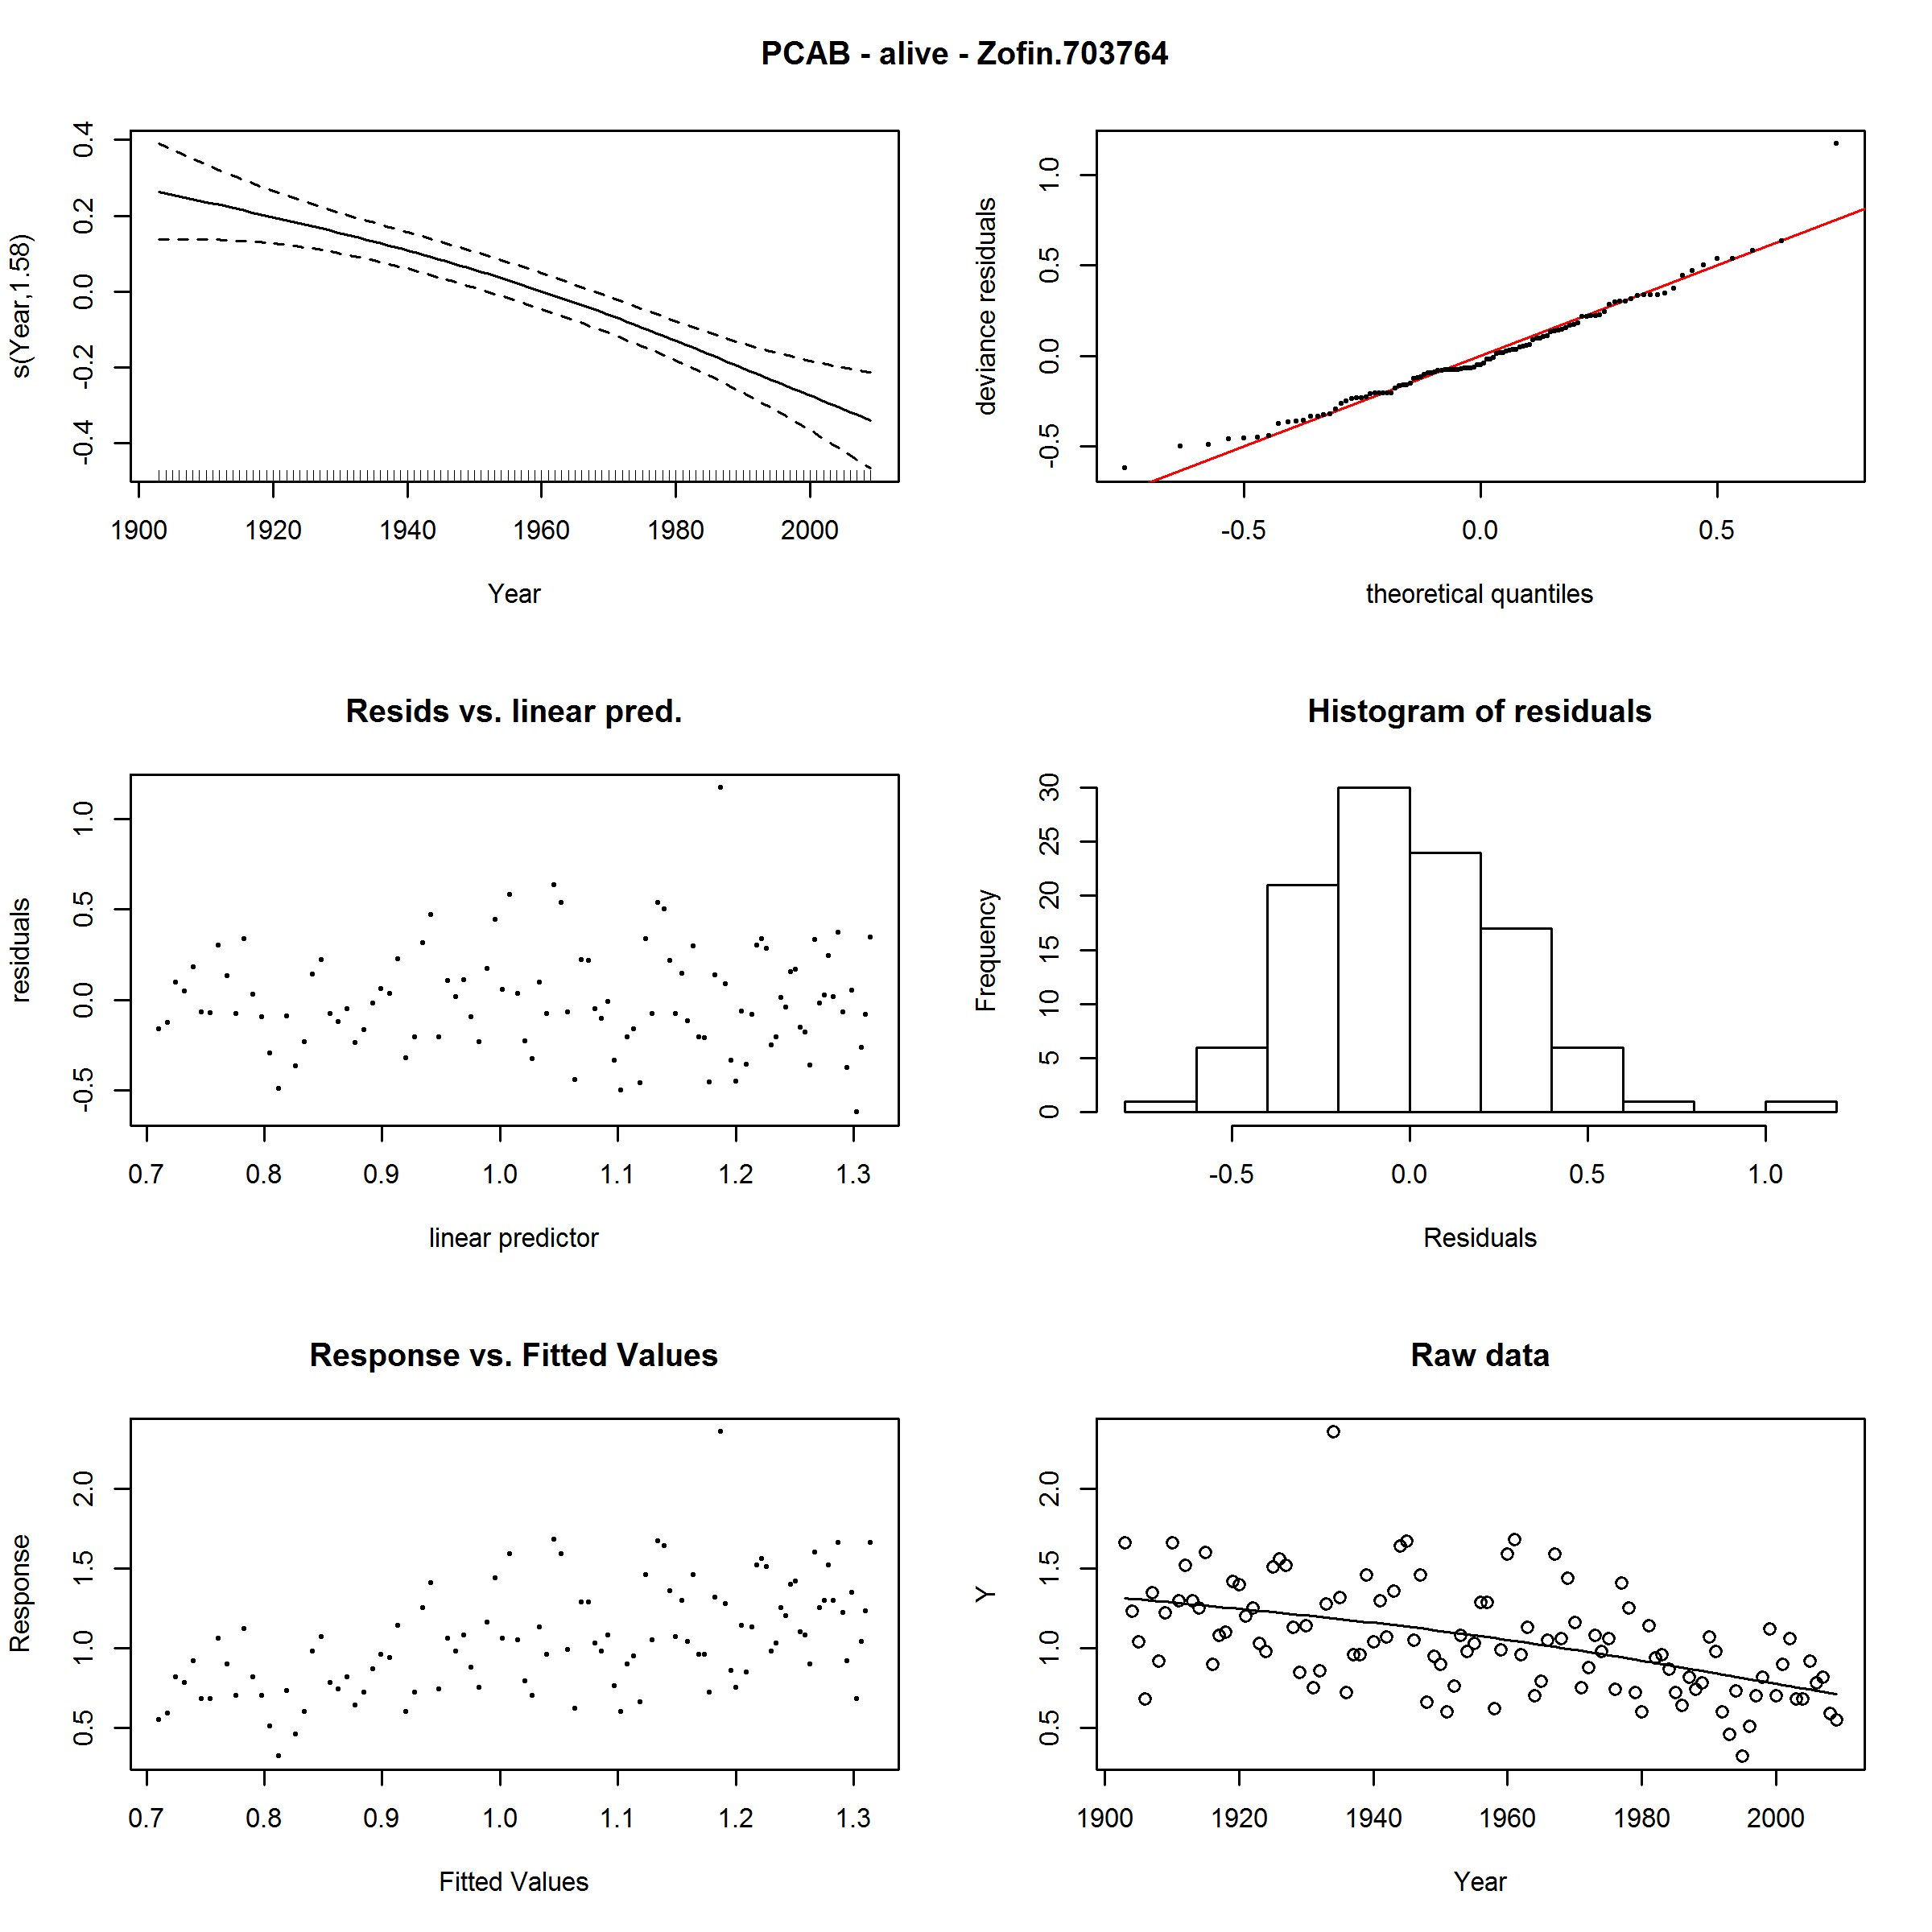 PCAB - alive - Zofin.703764
s(Year,1.58)
0.4
0.2
0.0
-0.2
-0.4
1900 1920 1940 1960 1980 2000
Year
deviance residuals
1.0
0.5
0.0
-0.5
-0.5 0.0 0.5
theoretical quantiles
Resids vs. linear pred.
residuals
1.0
0.5
0.0
-0.5
0.7 0.8 0.9 1.0 1.1 1.2 1.3
linear predictor
Histogram of residuals
Frequency
30
25
20
15
10
5
0
-0.5 0.0 0.5 1.0
Residuals
Response vs. Fitted Values
Response
2.0
1.5
1.0
0.5
0.7 0.8 0.9 1.0 1.1 1.2 1.3
Fitted Values
Raw data
Y
2.0
1.5
1.0
0.5
1900 1920 1940 1960 1980 2000
Year